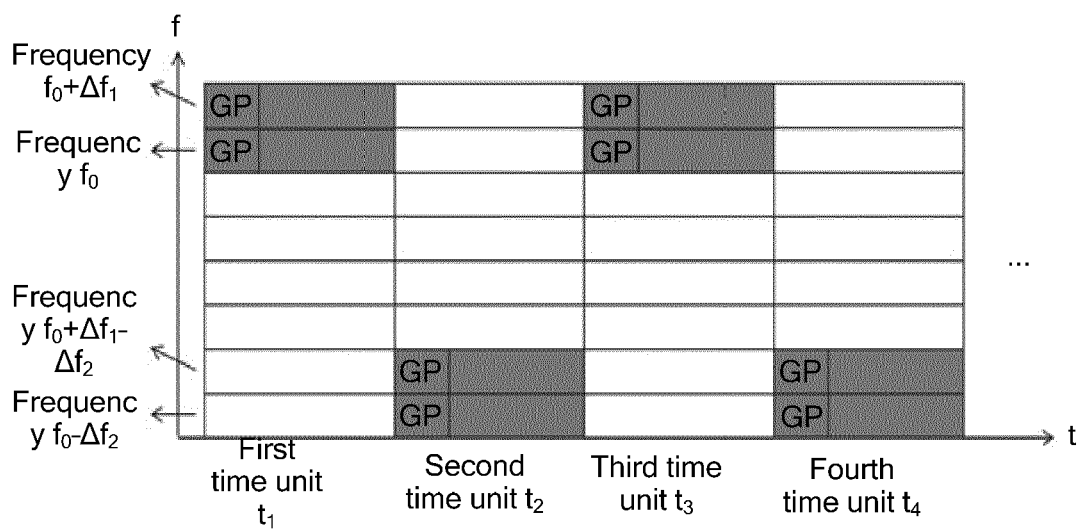 f
Frequency
f₀+Δf₁
GP
GP
Frequenc
y f₀
GP
GP
...
Frequenc
y f₀+Δf₁-
Δf₂
GP
GP
Frequenc
y f₀-Δf₂
GP
GP
t
First
time unit
t₁
Second
time unit t₂
Third time
unit t₃
Fourth
time unit t₄